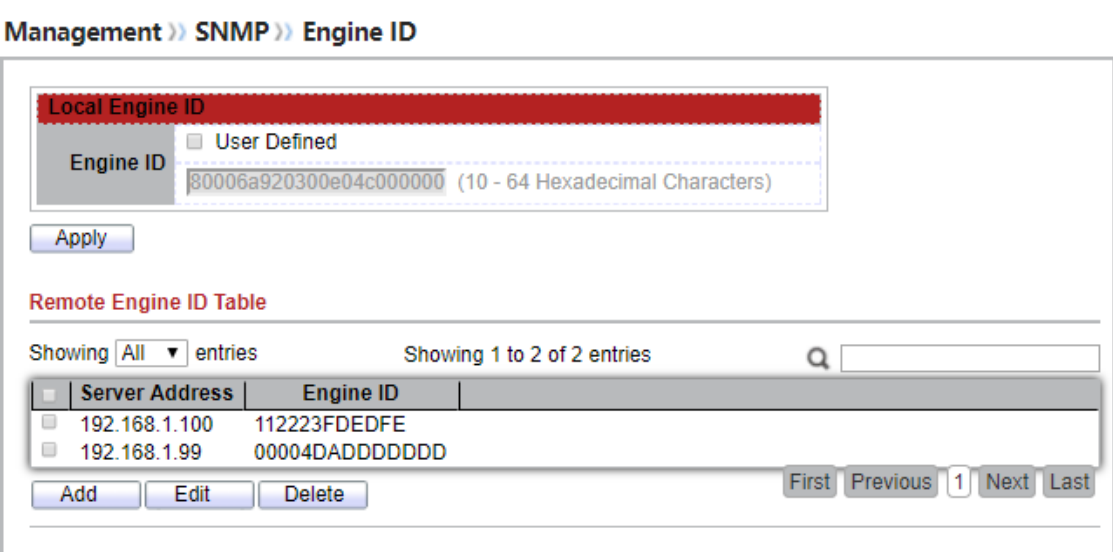 Management » SNMP » Engine ID
Local Engine ID
Engine ID
User Defined
80006a920300e04c000000 (10 - 64 Hexadecimal Characters)
Apply
Remote Engine ID Table
Showing All ▼ entries Showing 1 to 2 of 2 entries
Server Address Engine ID
192.168.1.100 112223FDEDFE
192.168.1.99 00004DADDDDDDD
Add Edit Delete First Previous 1 Next Last